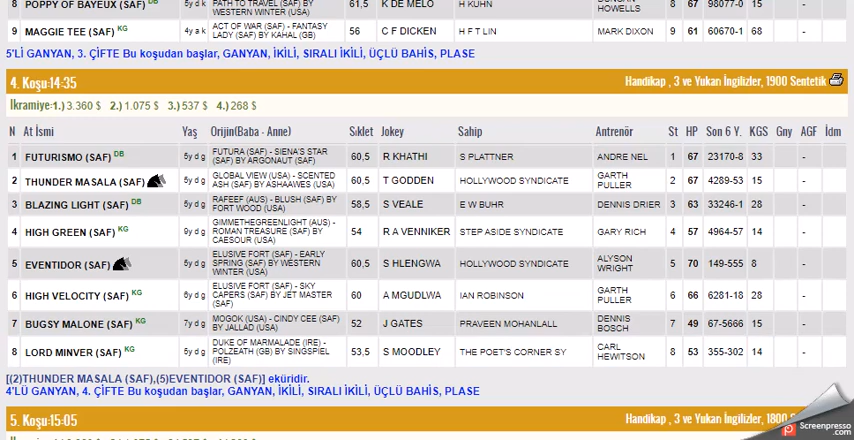 8 POPPY OF BAYEUX (SAF) DB 5y d k PATH TO TRAVEL (SAF) BY WESTERN WINTER (USA) 61,5 K DE MELO H KUHN HOWELLS 8 67 98077-0 15
9 MAGGIE TEE (SAF) KG 4y a k ACT OF WAR (SAF) - FANTASY LADY (SAF) BY KAHAL (GB) 56 C F DICKEN H F T LIN MARK DIXON 9 61 60670-1 68
5'Lİ GANYAN, 3. ÇİFTE Bu koşudan başlar, GANYAN, İKİLİ, SIRALI İKİLİ, ÜÇLÜ BAHİS, PLASE
4. Koşu:14:35 Handikap , 3 ve Yukarı İngilizler, 1900 Sentetik
İkramiye:1.) 3.360 $ 2.) 1.075 $ 3.) 537 $ 4.) 268 $
N At İsmi Yaş Orijin(Baba - Anne) Sıklet Jokey Sahip Antrenör St HP Son 6 Y. KGS Gny AGF İdm
1 FUTURISMO (SAF) DB 5y d g FUTURA (SAF) - SIENA'S STAR (SAF) BY ARGONAUT (SAF) 60,5 R KHATHI S PLATTNER ANDRE NEL 1 67 23170-8 33 -
2 THUNDER MASALA (SAF) 5y d g GLOBAL VIEW (USA) - SCENTED ASH (SAF) BY ASHAAWES (USA) 60,5 T GODDEN HOLLYWOOD SYNDICATE GARTH PULLER 2 67 4289-53 15 -
3 BLAZING LIGHT (SAF) DB 5y d g RAFEEF (AUS) - BLUSH (SAF) BY FORT WOOD (USA) 58,5 S VEALE E W BUHR DENNIS DRIER 3 63 33246-1 28 -
4 HIGH GREEN (SAF) KG 9y d g GIMMETHEGREENLIGHT (AUS) - ROMAN TREASURE (SAF) BY CAESOUR (USA) 54 R A VENNIKER STEP ASIDE SYNDICATE GARY RICH 4 57 4964-57 14 -
5 EVENTIDOR (SAF) 5y d g ELUSIVE FORT (SAF) - EARLY SPRING (SAF) BY WESTERN WINTER (USA) 60,5 S HLENGWA HOLLYWOOD SYNDICATE ALYSON WRIGHT 5 70 149-555 8 -
6 HIGH VELOCITY (SAF) KG 6y d g ELUSIVE FORT (SAF) - SKY CAPERS (SAF) BY JET MASTER (SAF) 60 A MGUDLWA IAN ROBINSON GARTH PULLER 6 66 6281-18 28 -
7 BUGSY MALONE (SAF) KG 7y d g MOGOK (USA) - CINDY CEE (SAF) BY JALLAD (USA) 52 J GATES PRAVEEN MOHANLALL DENNIS BOSCH 7 49 67-5666 15 -
8 LORD MINVER (SAF) KG 6y d g DUKE OF MARMALADE (IRE) - POLZEATH (GB) BY SINGSPIEL (IRE) 53,5 S MOODLEY THE POET'S CORNER SY CARL HEWITSON 8 53 355-302 14 -
[(2)THUNDER MASALA (SAF),(5)EVENTIDOR (SAF)] eküridir.
4'LÜ GANYAN, 4. ÇİFTE Bu koşudan başlar, GANYAN, İKİLİ, SIRALI İKİLİ, ÜÇLÜ BAHİS, PLASE
5. Koşu:15:05 Handikap , 3 ve Yukarı İngilizler, 1800
Screenpresso
.com